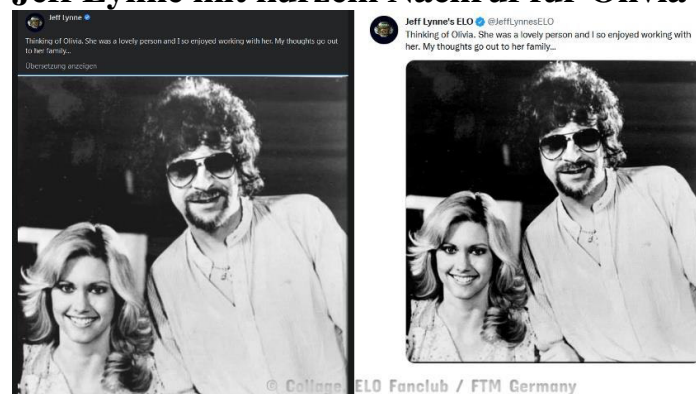 Jeff Lynne mit kurzem Nachruf für Olivia
Jeff Lynne
Thinking of Olivia. She was a lovely person and I so enjoyed working with her. My thoughts go out
to her family...
Übersetzung anzeigen
Jeff Lynne's ELO @JeffLynnesELO
Thinking of Olivia. She was a lovely person and I so enjoyed working with
her. My thoughts go out to her family...
© Collage ELO Fanclub / FTM Germany